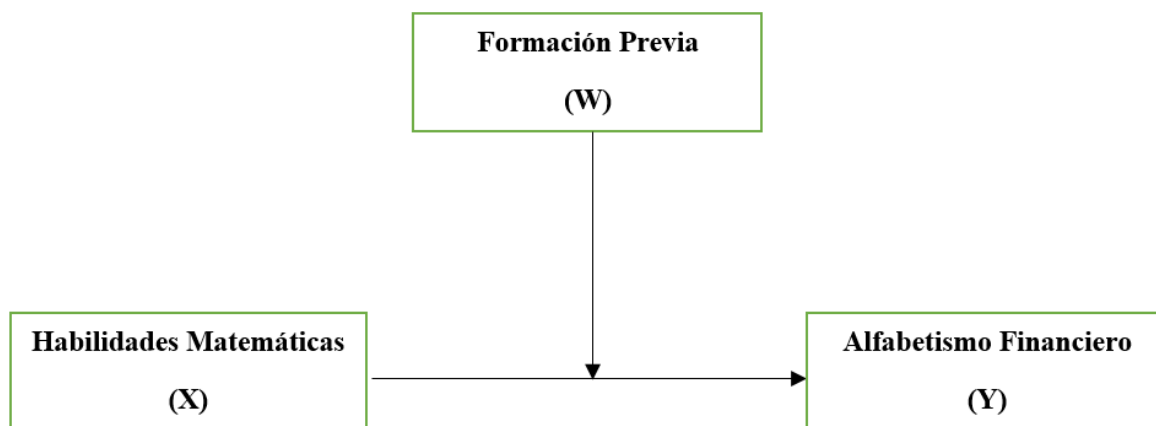 Formación Previa
(W)
Habilidades Matemáticas
(X)
Alfabetismo Financiero
(Y)